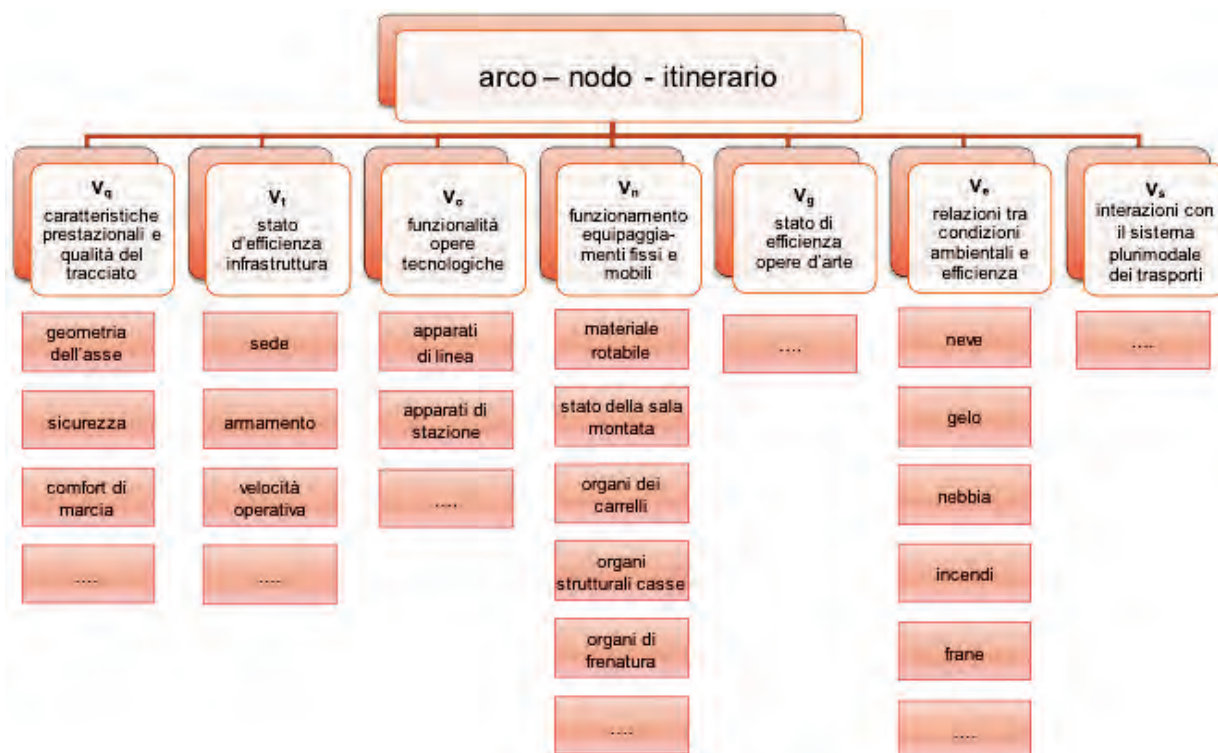 arco – nodo - itinerario
Vq
caratteristiche
prestazionali e
qualità del
tracciato
geometria
dell'asse
sicurezza
comfort di
marcia
....
Vt
stato
d'efficienza
infrastruttura
sede
armamento
velocità
operativa
....
Vo
funzionalità
opere
tecnologiche
apparati
di linea
apparati di
stazione
....
Vn
funzionamento
equipaggia-
menti fissi e
mobili
materiale
rotabile
stato della sala
montata
organi dei
carrelli
organi
strutturali casse
organi di
frenatura
....
Vg
stato di
efficienza
opere d'arte
....
Ve
relazioni tra
condizioni
ambientali e
efficienza
neve
gelo
nebbia
incendi
frane
....
Vs
interazioni con
il sistema
plurimodale
dei trasporti
....